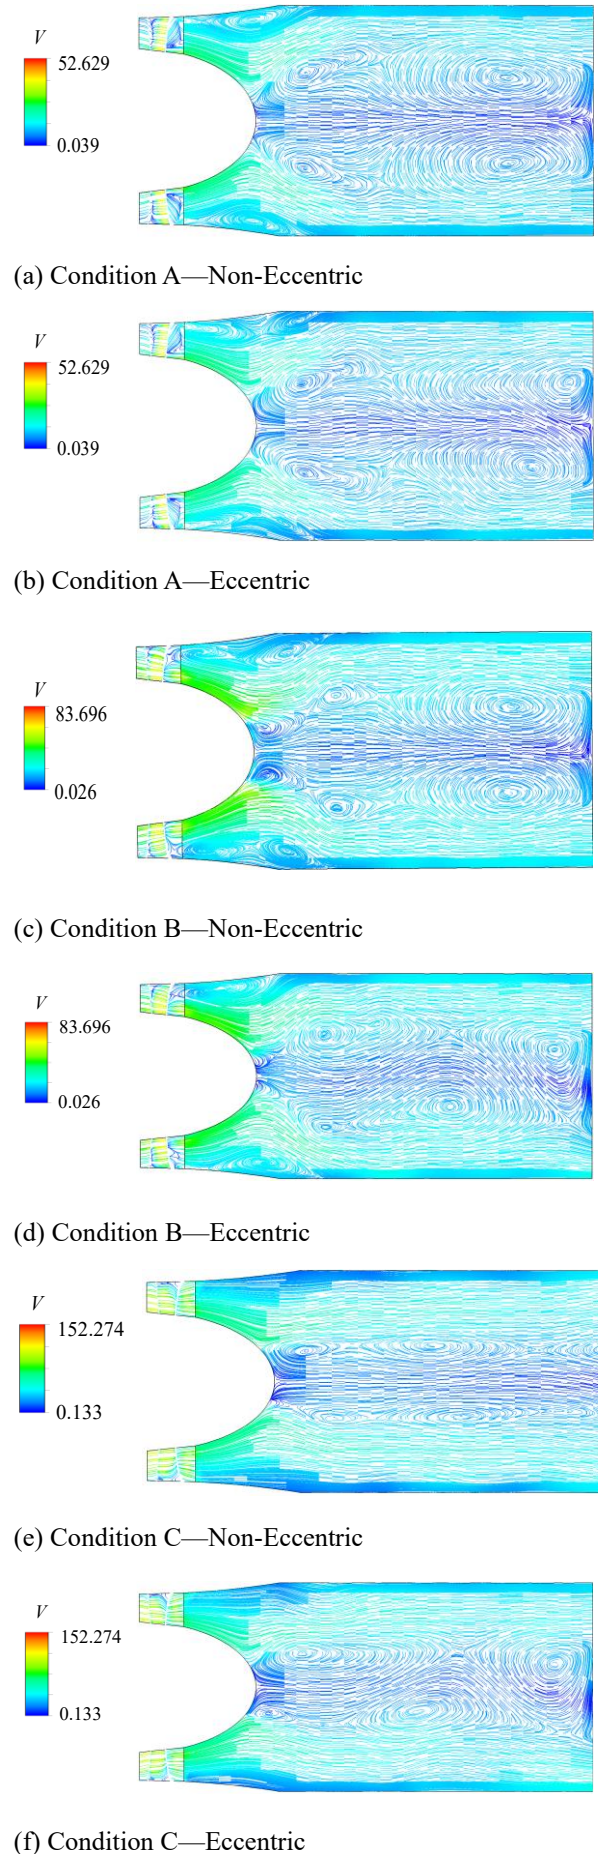 V
52.629
0.039
(a) Condition A—Non-Eccentric
V
52.629
0.039
(b) Condition A—Eccentric
V
83.696
0.026
(c) Condition B—Non-Eccentric
V
83.696
0.026
(d) Condition B—Eccentric
V
152.274
0.133
(e) Condition C—Non-Eccentric
V
152.274
0.133
(f) Condition C—Eccentric